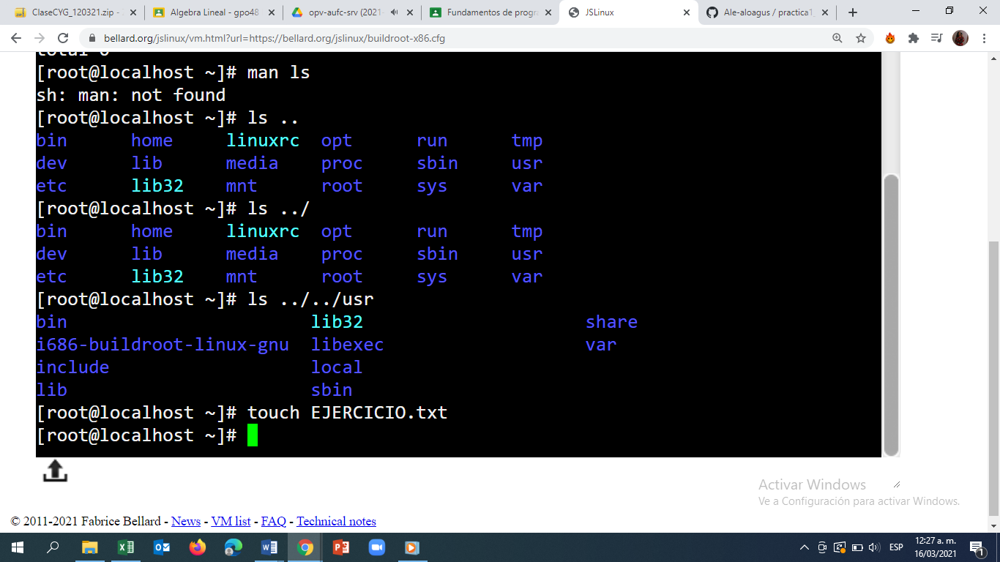 ClaseCYG_120321.zip -
Algebra Lineal - gpo48
opv-aufc-srv (2021-
Fundamentos de progra
JSLinux
Ale-aloagus / practica1_
bellard.org/jslinux/vm.html?url=https://bellard.org/jslinux/buildroot-x86.cfg
total 0
[root@localhost ~]# man ls
sh: man: not found
[root@localhost ~]# ls ..
bin home linuxrc opt run tmp
dev lib media proc sbin usr
etc lib32 mnt root sys var
[root@localhost ~]# ls ../
bin home linuxrc opt run tmp
dev lib media proc sbin usr
etc lib32 mnt root sys var
[root@localhost ~]# ls ../../usr
bin lib32 share
i686-buildroot-linux-gnu libexec var
include local
lib sbin
[root@localhost ~]# touch EJERCICIO.txt
[root@localhost ~]#
Activar Windows
Ve a Configuración para activar Windows.
© 2011-2021 Fabrice Bellard - News - VM list - FAQ - Technical notes
ESP
12:27 a. m.
16/03/2021
1